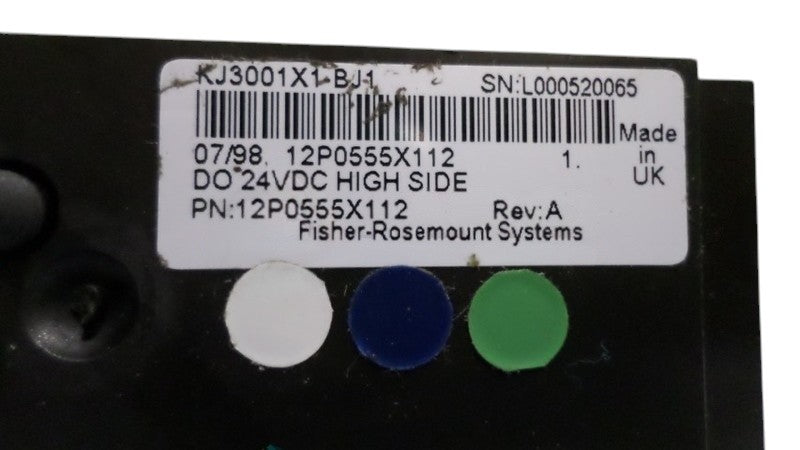 KJ3001X1-BJ1 SN:L000520065
07/98. 12P0555X112 1.
DO 24VDC HIGH SIDE
PN:12P0555X112 Rev:A
Fisher-Rosemount Systems
Made
in
UK